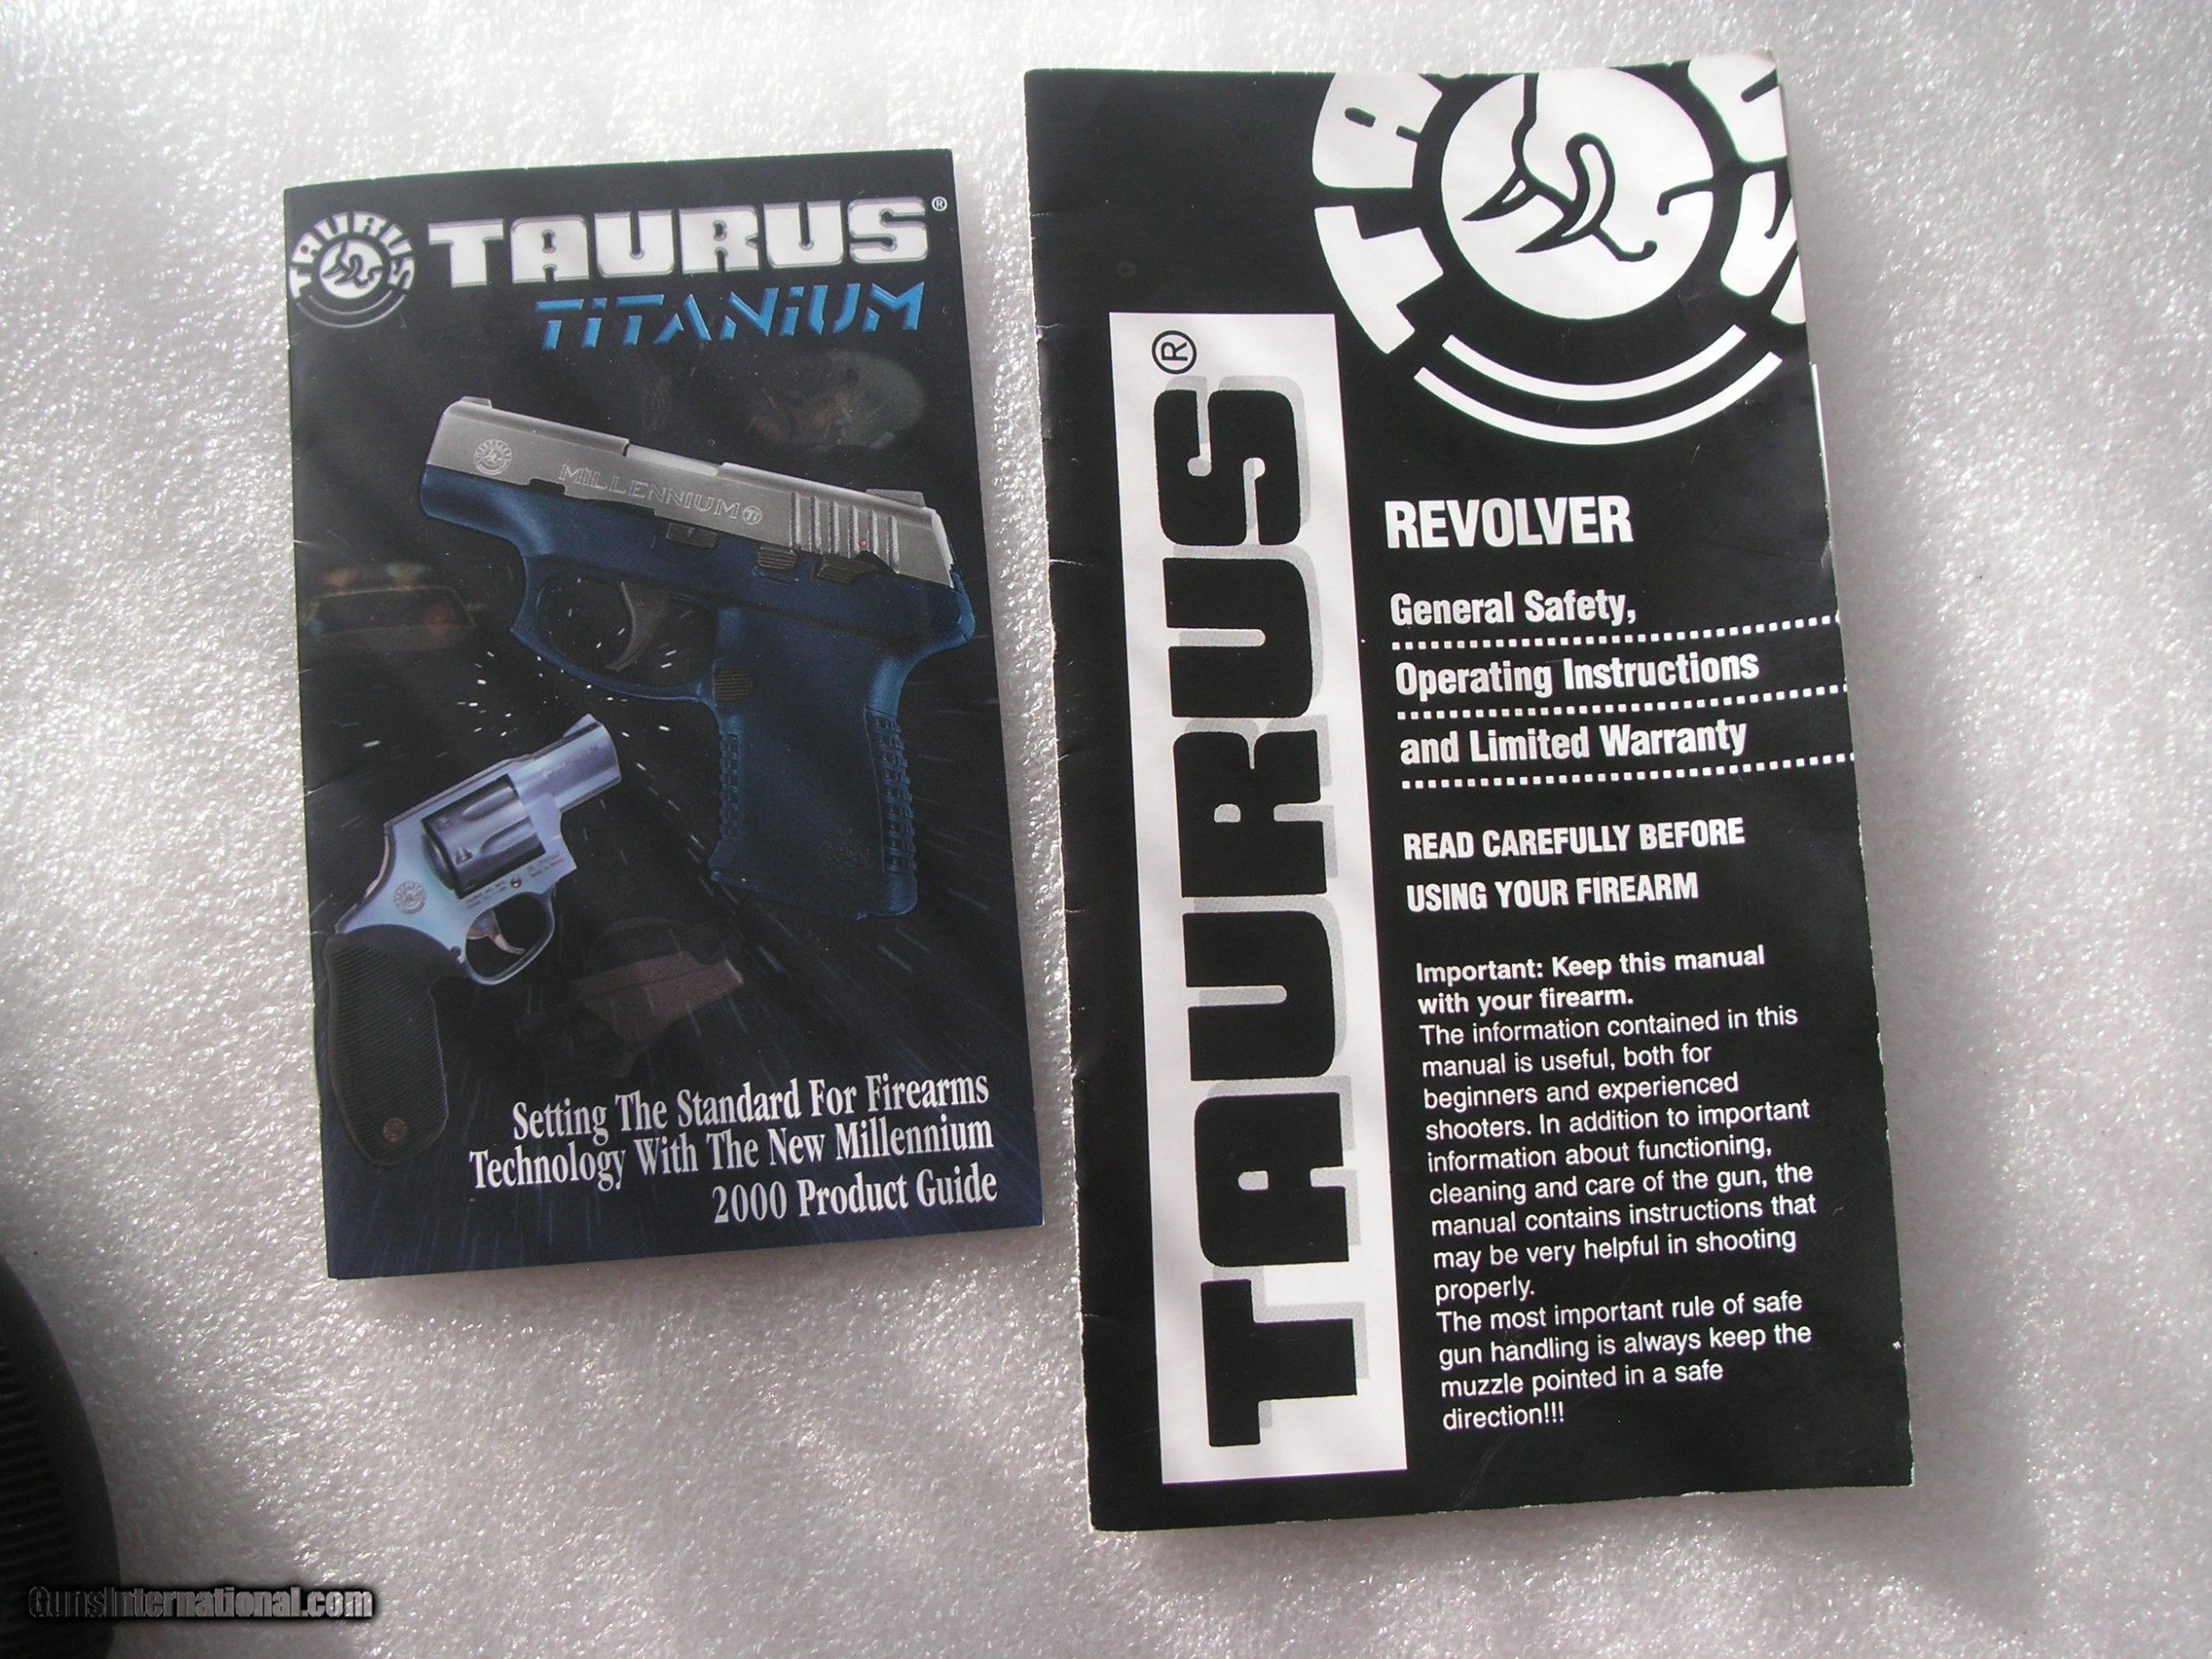 TAURUS
TAURUS®
TiTANiUM
MiLLENNIUM
Setting The Standard For Firearms
Technology With The New Millennium
2000 Product Guide
TAURUS®
REVOLVER
General Safety,
Operating Instructions
and Limited Warranty
READ CAREFULLY BEFORE
USING YOUR FIREARM
Important: Keep this manual
with your firearm.
The information contained in this
manual is useful, both for
beginners and experienced
shooters. In addition to important
information about functioning,
cleaning and care of the gun, the
manual contains instructions that
may be very helpful in shooting
properly.
The most important rule of safe
gun handling is always keep the
muzzle pointed in a safe
direction!!!
GunsInternational.com